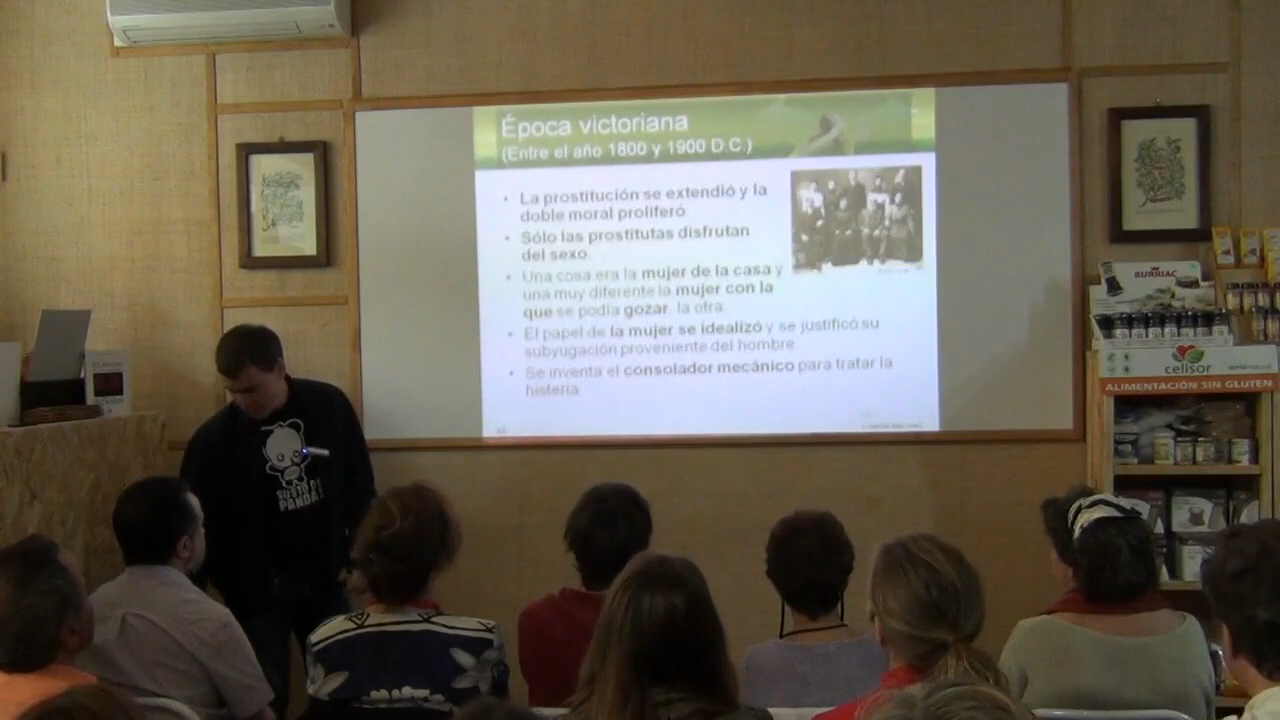 Época victoriana
(Entre el año 1800 y 1900 D.C.)
• La prostitución se extendió y la
doble moral proliferó.
• Sólo las prostitutas disfrutan
del sexo.
• Una cosa era la mujer de la casa y
una muy diferente la mujer con la
que se podía gozar la otra.
• El papel de la mujer se idealizó y se justificó su
subyugación proveniente del hombre.
• Se inventa el consolador mecánico para tratar la
histeria.
SUSTO DE
PANDA!
BURRIAC
celisor
ALIMENTACIÓN SIN GLUTEN